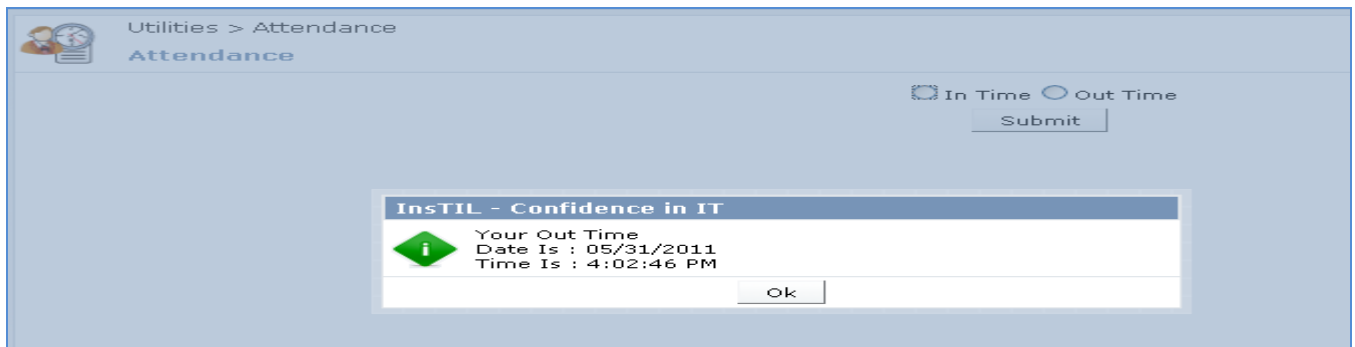 Utilities > Attendance
Attendance
In Time Out Time
Submit
InsTIL - Confidence in IT
Your Out Time
Date Is : 05/31/2011
Time Is : 4:02:46 PM
Ok